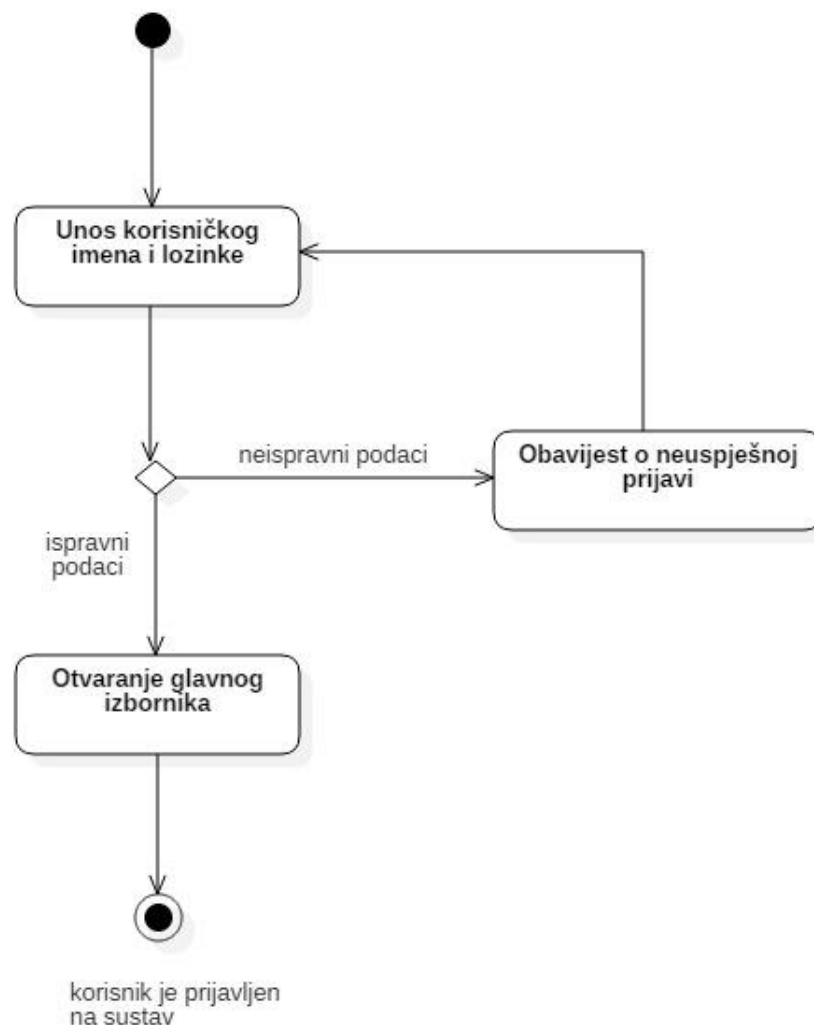 Unos korisničkog
imena i lozinke
neispravni podaci
Obavijest o neuspješnoj
prijavi
ispravni
podaci
Otvaranje glavnog
izbornika
korisnik je prijavljen
na sustav